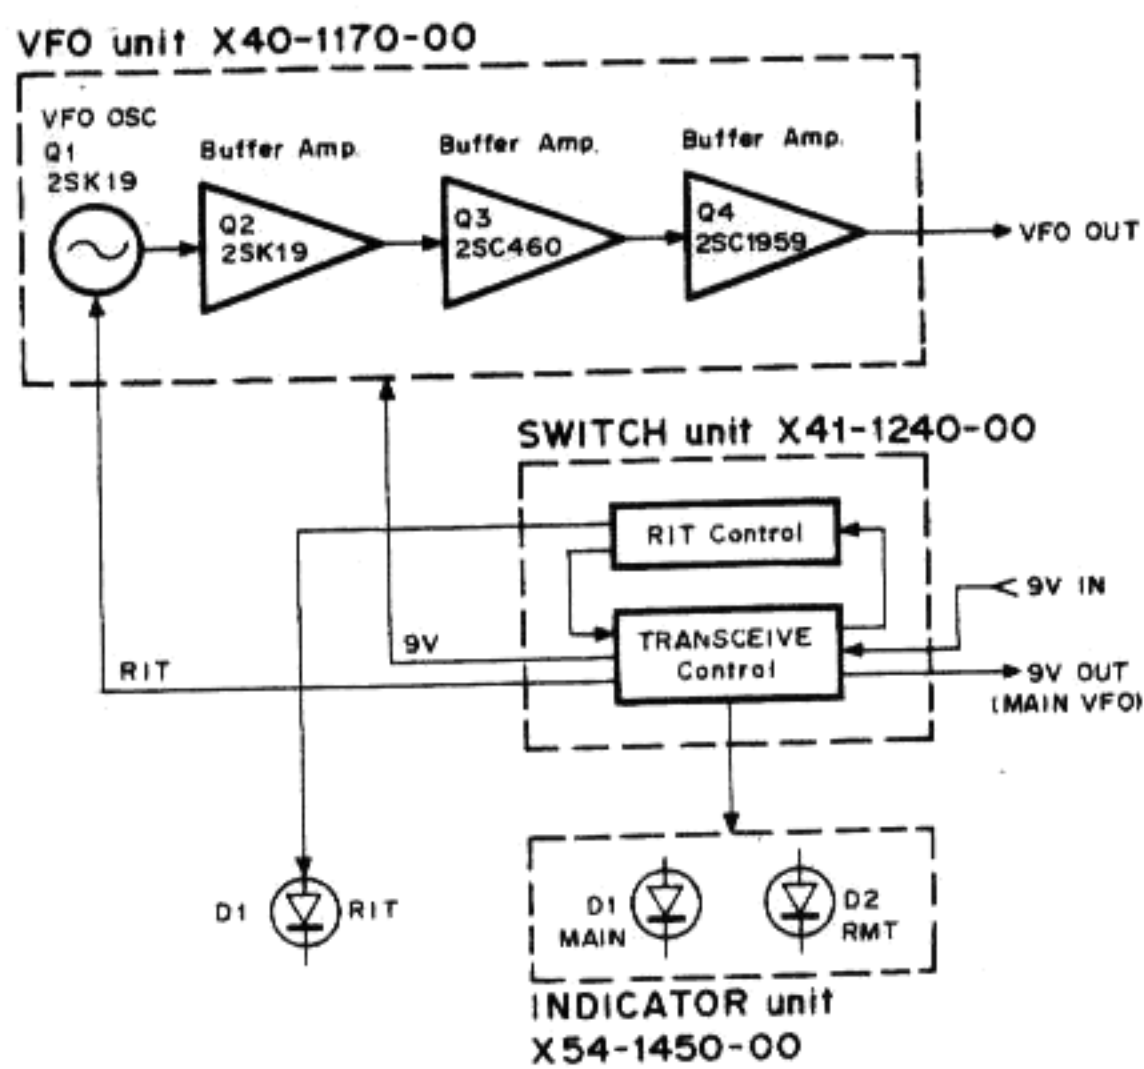 VFO unit X40-1170-00
VFO OSC
Q1
2SK19
Buffer Amp.
Q2
2SK19
Buffer Amp.
Q3
2SC460
Buffer Amp.
Q4
2SC1959
VFO OUT
SWITCH unit X41-1240-00
RIT Control
TRANSCEIVE
Control
9V IN
9V OUT
(MAIN VFO)
9V
RIT
D1
RIT
D1
MAIN
D2
RMT
INDICATOR unit
X54-1450-00